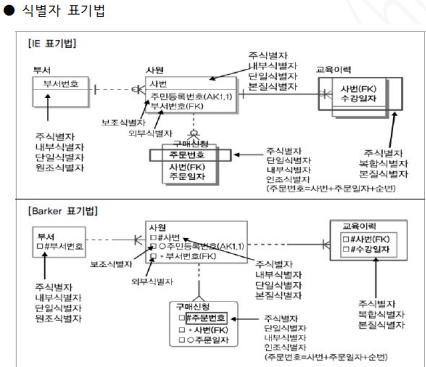 ● 식별자 표기법
[IE 표기법]
부서
부서번호
사원
사번
주민등록번호(AK1,1)
부서번호(FK)
보조식별자
외부식별자
주식별자
내부식별자
단일식별자
본질식별자
교육이력
사번(FK)
수강일자
주식별자
내부식별자
단일식별자
원조식별자
구매신청
주문번호
사번(FK)
주문일자
주식별자
단일식별자
내부식별자
인조식별자
(주문번호=사번+주문일자+순번)
주식별자
복합식별자
본질식별자
[Barker 표기법]
부서
□#부서번호
사원
□#사번
□○주민등록번호(AK1,1)
□*부서번호(FK)
교육이력
□#사번(FK)
□#수강일자
보조식별자
외부식별자
주식별자
내부식별자
단일식별자
본질식별자
주식별자
내부식별자
단일식별자
원조식별자
구매신청
□#주문번호
□*사번(FK)
□○주문일자
주식별자
단일식별자
내부식별자
인조식별자
(주문번호=사번+주문일자+순번)
주식별자
복합식별자
본질식별자